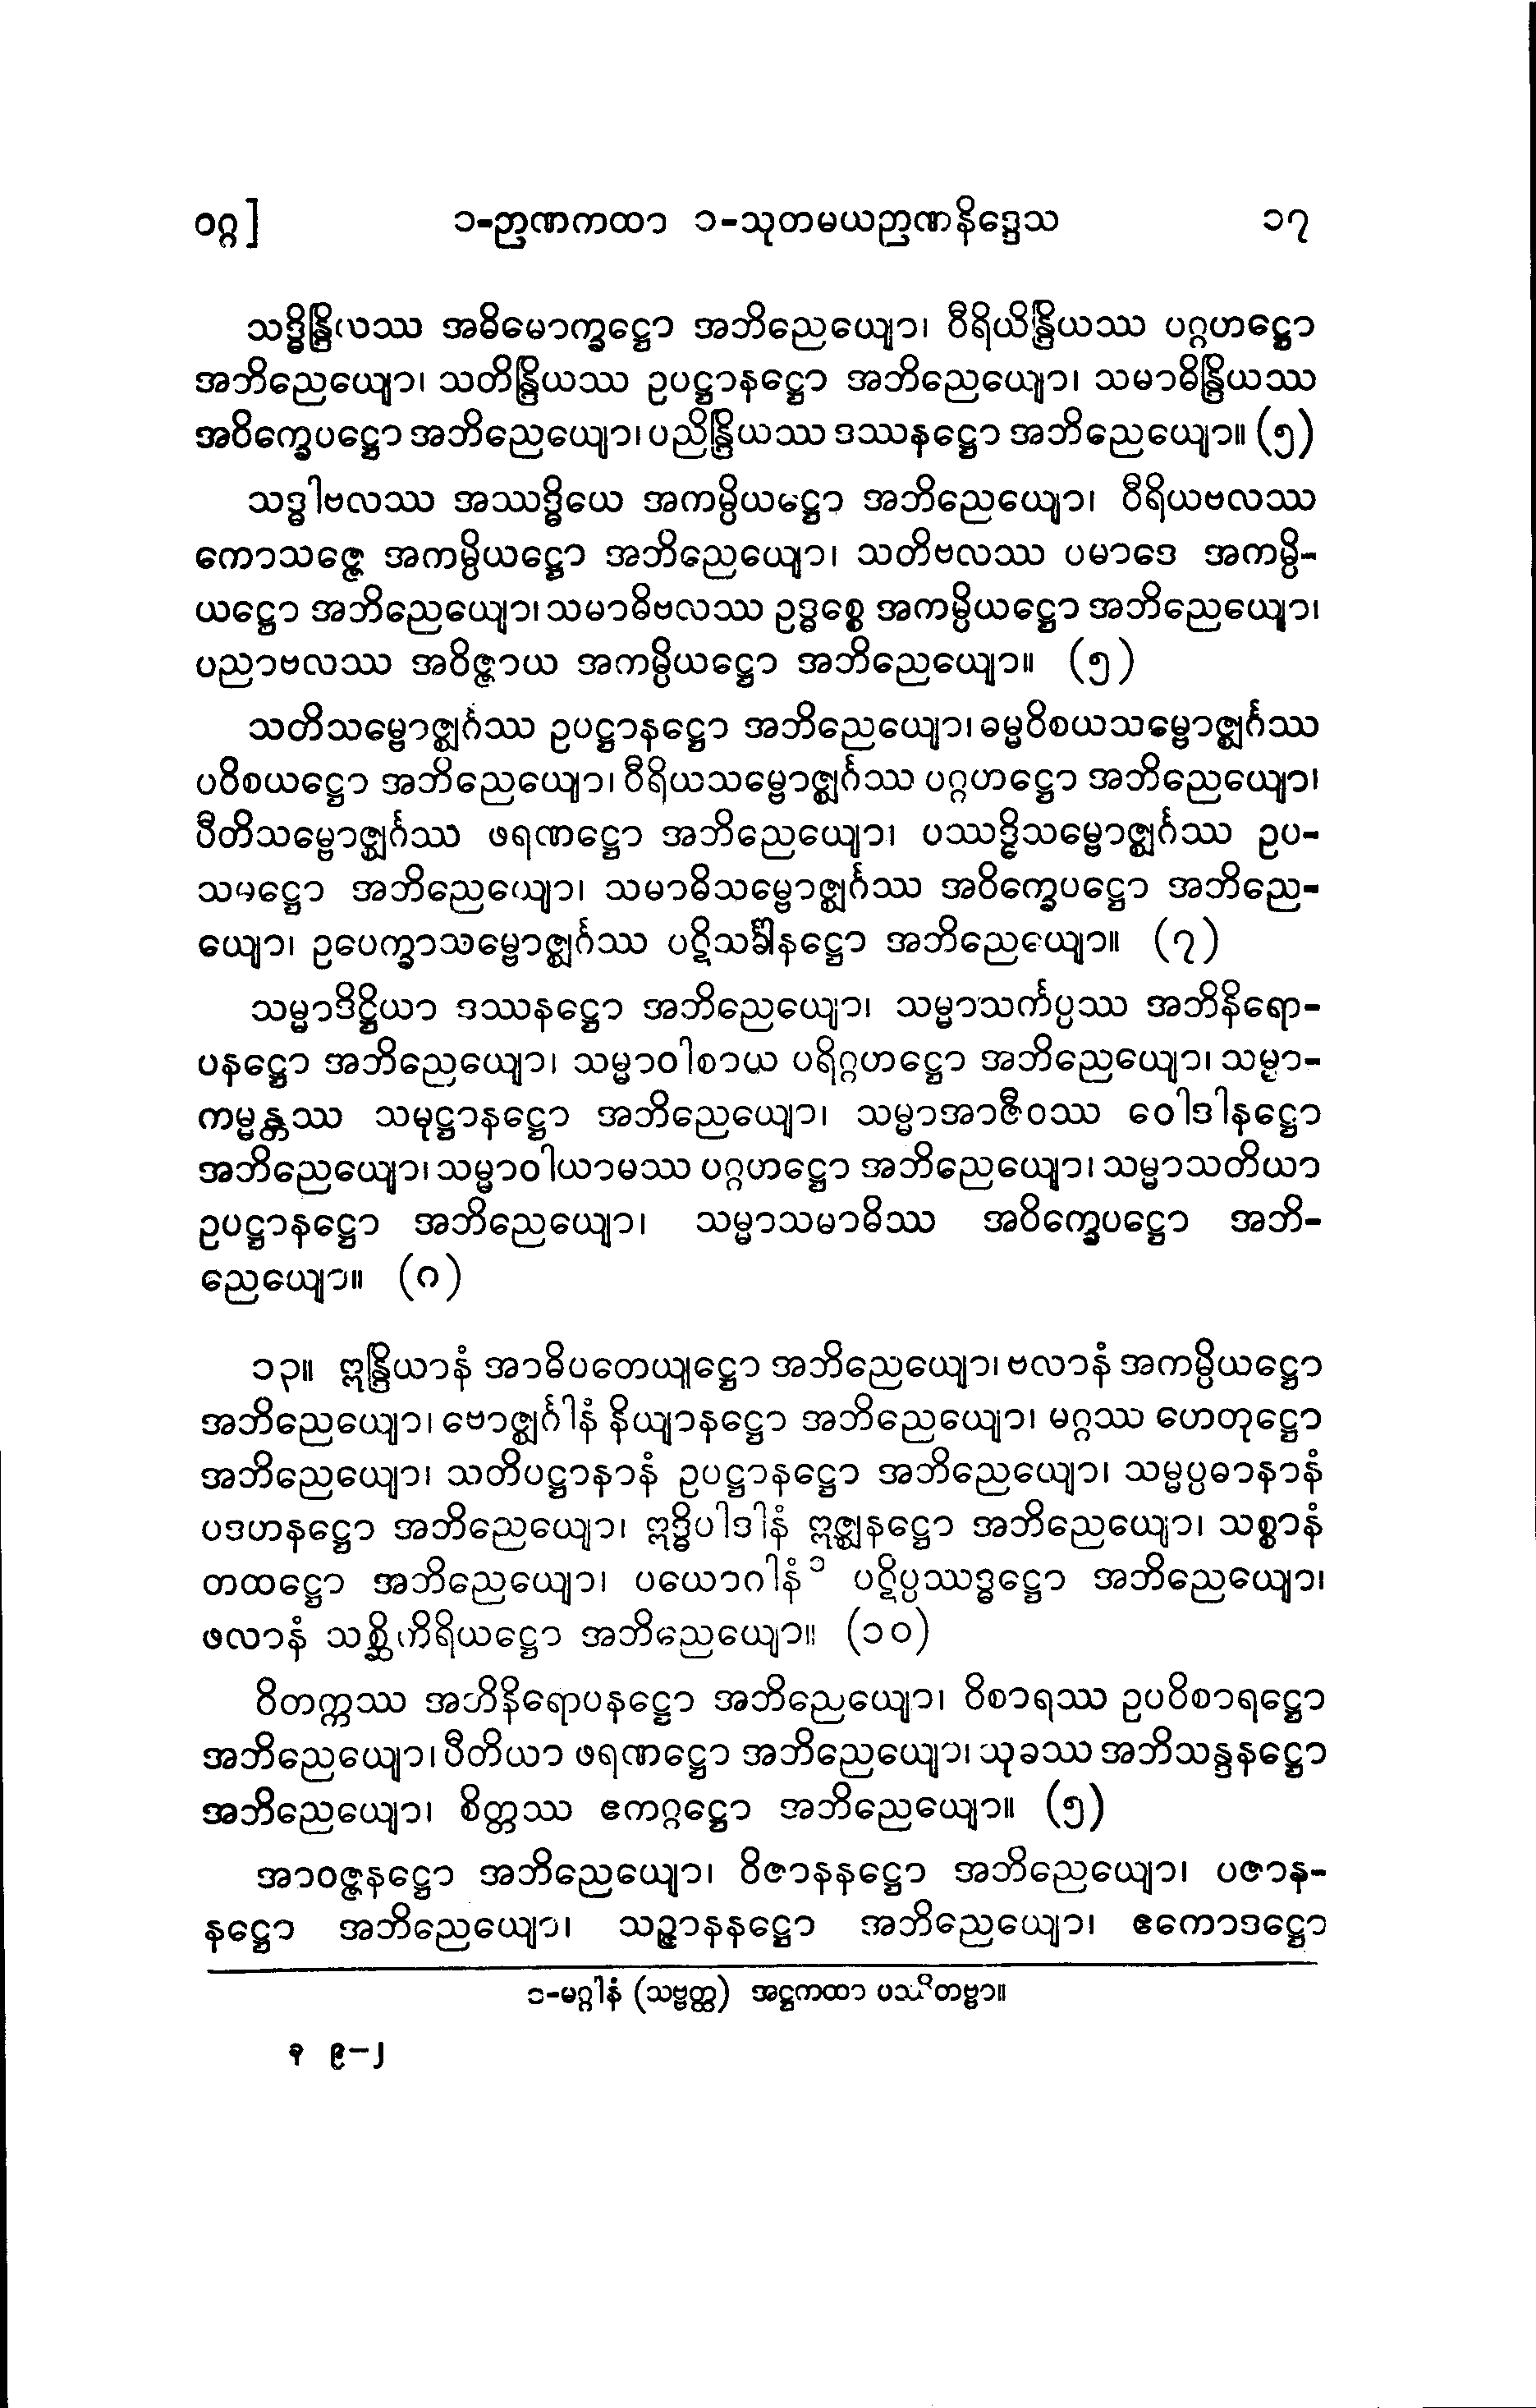 ၀ဂ္ဂ] ၁-ဉာဏကထာ ၁-သုတမယဉာဏနိဒ္ဒေသ ၁၇
သဒ္ဓိန္ဒြိယဿ အဓိမောက္ခဋ္ဌော အဘိညေယျော၊ ဝီရိယိန္ဒြိယဿ ပဂ္ဂဟဋ္ဌော
အဘိညေယျော၊ သတိန္ဒြိယဿ ဥပဋ္ဌာနဋ္ဌော အဘိညေယျော၊ သမာဓိန္ဒြိယဿ
အဝိက္ခေပဋ္ဌော အဘိညေယျော၊ ပညိန္ဒြိယဿ ဒဿနဋ္ဌော အဘိညေယျော။ (၅)
သဒ္ဓါဗလဿ အဿဒ္ဓိယေ အကမ္ပိယဋ္ဌော အဘိညေယျော၊ ဝီရိယဗလဿ
ကောသဇ္ဇေ အကမ္ပိယဋ္ဌော အဘိညေယျော၊ သတိဗလဿ ပမာဒေ အကမ္ပိ-
ယဋ္ဌော အဘိညေယျော၊ သမာဓိဗလဿ ဥဒ္ဓစ္စေ အကမ္ပိယဋ္ဌော အဘိညေယျော၊
ပညာဗလဿ အဝိဇ္ဇာယ အကမ္ပိယဋ္ဌော အဘိညေယျော။ (၅)
သတိသမ္ဗောဇ္ဈင်္ဂဿ ဥပဋ္ဌာနဋ္ဌော အဘိညေယျော၊ ဓမ္မဝိစယသမ္ဗောဇ္ဈင်္ဂဿ
ပဝိစယဋ္ဌော အဘိညေယျော၊ ဝီရိယသမ္ဗောဇ္ဈင်္ဂဿ ပဂ္ဂဟဋ္ဌော အဘိညေယျော၊
ပီတိသမ္ဗောဇ္ဈင်္ဂဿ ဖရဏဋ္ဌော အဘိညေယျော၊ ပဿဒ္ဓိသမ္ဗောဇ္ဈင်္ဂဿ ဥပ-
သမဋ္ဌော အဘိညေယျော၊ သမာဓိသမ္ဗောဇ္ဈင်္ဂဿ အဝိက္ခေပဋ္ဌော အဘိညေ-
ယျော၊ ဥပေက္ခာသမ္ဗောဇ္ဈင်္ဂဿ ပဋိသင်္ခါနဋ္ဌော အဘိညေယျော။ (၇)
သမ္မာဒိဋ္ဌိယာ ဒဿနဋ္ဌော အဘိညေယျော၊ သမ္မာသင်္ကပ္ပဿ အဘိနိရော-
ပနဋ္ဌော အဘိညေယျော၊ သမ္မာဝါစာယ ပရိဂ္ဂဟဋ္ဌော အဘိညေယျော၊ သမ္မာ-
ကမ္မန္တဿ သမုဋ္ဌာနဋ္ဌော အဘိညေယျော၊ သမ္မာအာဇီဝဿ ဝေါဒါနဋ္ဌော
အဘိညေယျော၊ သမ္မာဝါယာမဿ ပဂ္ဂဟဋ္ဌော အဘိညေယျော၊ သမ္မာသတိယာ
ဥပဋ္ဌာနဋ္ဌော အဘိညေယျော၊ သမ္မာသမာဓိဿ အဝိက္ခေပဋ္ဌော အဘိ-
ညေယျော။ (၈)
၁၃။ ဣန္ဒြိယာနံ အာဓိပတေယျဋ္ဌော အဘိညေယျော၊ ဗလာနံ အကမ္ပိယဋ္ဌော
အဘိညေယျော၊ ဗောဇ္ဈင်္ဂါနံ နိယျာနဋ္ဌော အဘိညေယျော၊ မဂ္ဂဿ ဟေတုဋ္ဌော
အဘိညေယျော၊ သတိပဋ္ဌာနာနံ ဥပဋ္ဌာနဋ္ဌော အဘိညေယျော၊ သမ္မပ္ပဓာနာနံ
ပဒဟနဋ္ဌော အဘိညေယျော၊ ဣဒ္ဓိပါဒါနံ ဣဇ္ဈနဋ္ဌော အဘိညေယျော၊ သစ္စာနံ
တထဋ္ဌော အဘိညေယျော၊ ပယောဂါနံ ၁ ပဋိပ္ပဿဒ္ဓဋ္ဌော အဘိညေယျော၊
ဖလာနံ သစ္ဆိကိရိယဋ္ဌော အဘိညေယျော။ (၁၀)
ဝိတက္ကဿ အဘိနိရောပနဋ္ဌော အဘိညေယျော၊ ဝိစာရဿ ဥပဝိစာရဋ္ဌော
အဘိညေယျော၊ ပီတိယာ ဖရဏဋ္ဌော အဘိညေယျော၊ သုခဿ အဘိသန္ဒနဋ္ဌော
အဘိညေယျော၊ စိတ္တဿ ဧကဂ္ဂဋ္ဌော အဘိညေယျော။ (၅)
အာဝဇ္ဇနဋ္ဌော အဘိညေယျော၊ ဝိဇာနနဋ္ဌော အဘိညေယျော၊ ပဇာန-
နဋ္ဌော အဘိညေယျော၊ သဉ္ဇာနနဋ္ဌော အဘိညေယျော၊ ဧကောဒဋ္ဌော
၁-မဂ္ဂါနံ (သဗ္ဗတ္ထ) အဋ္ဌကထာ ပဿိတဗ္ဗာ။
ခု ၉-၂